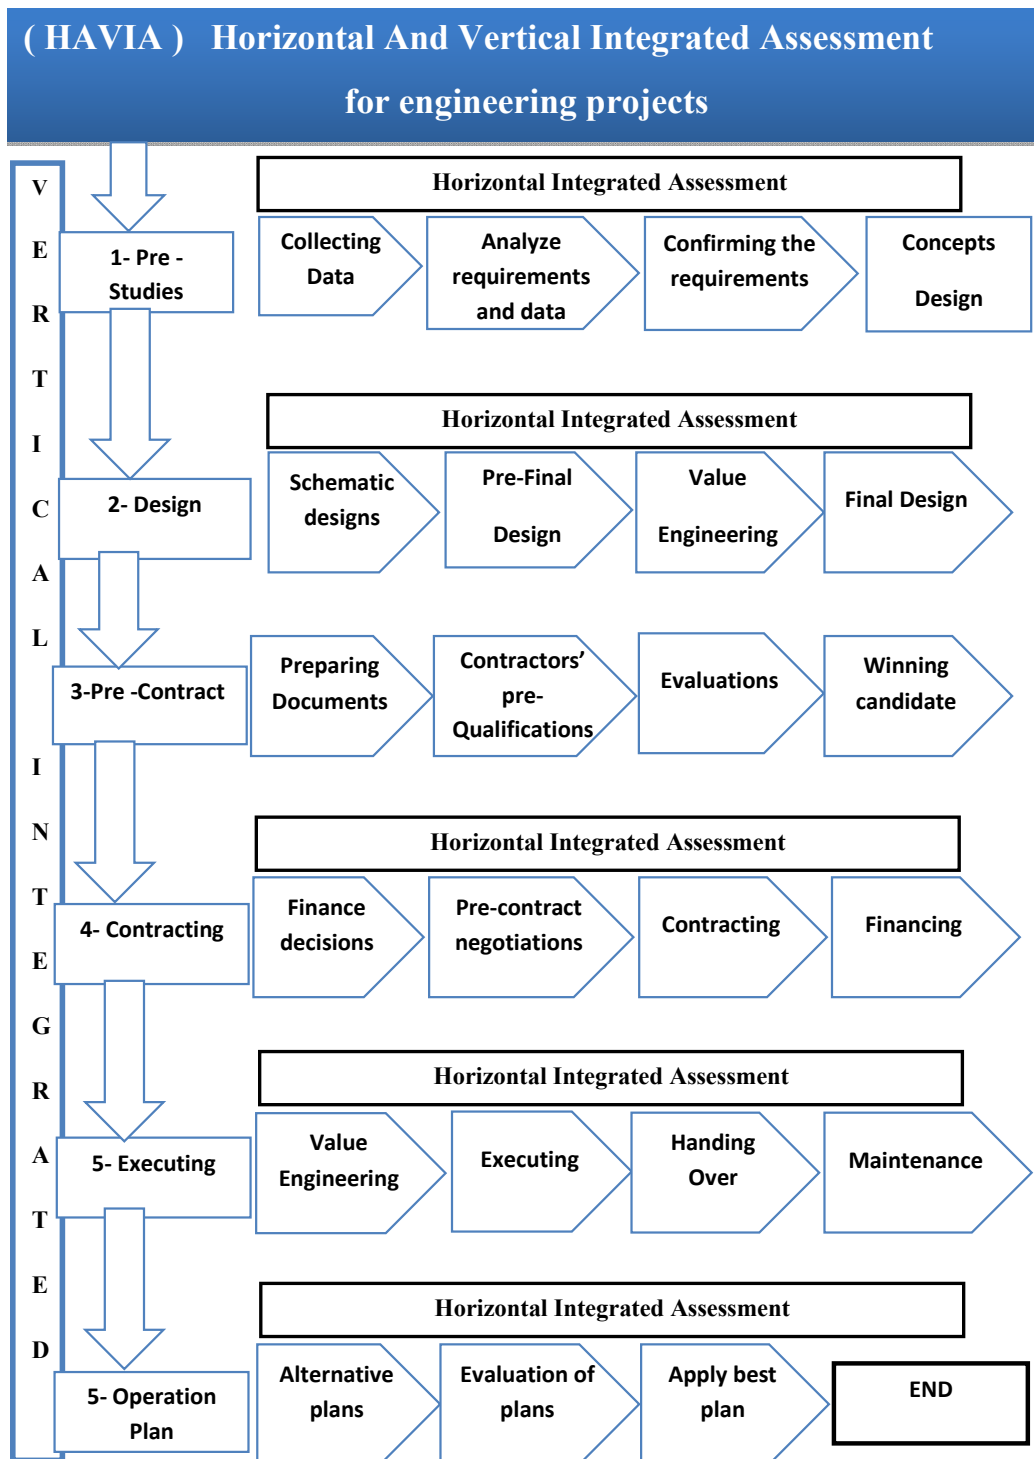 ( HAVIA ) Horizontal And Vertical Integrated Assessment
for engineering projects
VERTICAL INTEGRATED
Horizontal Integrated Assessment
1- Pre -
Studies
Collecting
Data
Analyze
requirements
and data
Confirming the
requirements
Concepts
Design
Horizontal Integrated Assessment
2- Design
Schematic
designs
Pre-Final
Design
Value
Engineering
Final Design
3-Pre -Contract
Preparing
Documents
Contractors’
pre-
Qualifications
Evaluations
Winning
candidate
Horizontal Integrated Assessment
4- Contracting
Finance
decisions
Pre-contract
negotiations
Contracting
Financing
Horizontal Integrated Assessment
5- Executing
Value
Engineering
Executing
Handing
Over
Maintenance
Horizontal Integrated Assessment
5- Operation
Plan
Alternative
plans
Evaluation of
plans
Apply best
plan
END